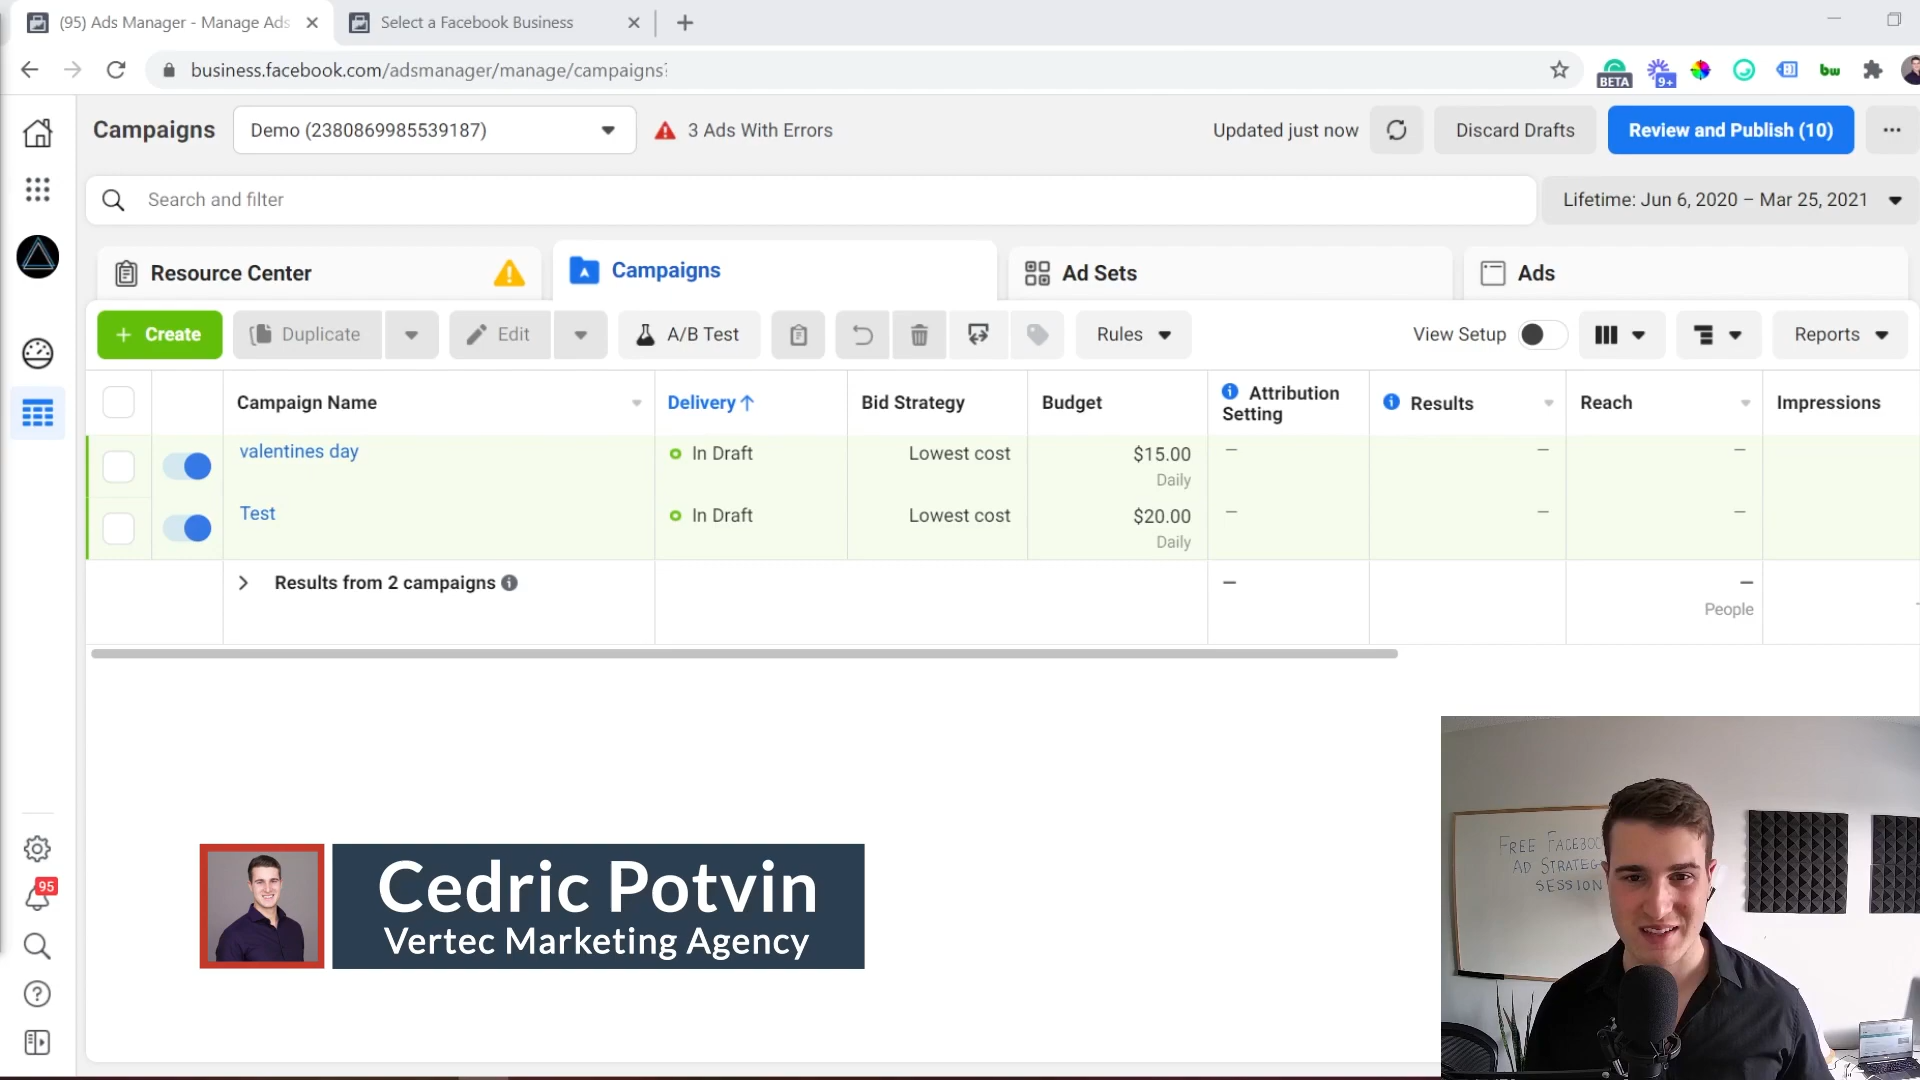 (95) Ads Manager - Manage Ads
Select a Facebook Business
business.facebook.com/adsmanager/manage/campaigns?
BETA
9+
bw
Campaigns
Demo (2380869985539187)
3 Ads With Errors
Updated just now
Discard Drafts
Review and Publish (10)
Search and filter
Lifetime: Jun 6, 2020 – Mar 25, 2021
Resource Center
Campaigns
Ad Sets
Ads
+ Create
Duplicate
Edit
A/B Test
Rules
View Setup
Reports
Campaign Name
Delivery ↑
Bid Strategy
Budget
Attribution
Setting
Results
Reach
Impressions
valentines day
In Draft
Lowest cost
$15.00
Daily
—
—
—
Test
In Draft
Lowest cost
$20.00
Daily
—
—
—
Results from 2 campaigns
—
—
People
95
Cedric Potvin
Vertec Marketing Agency
FREE
AD
SESSION